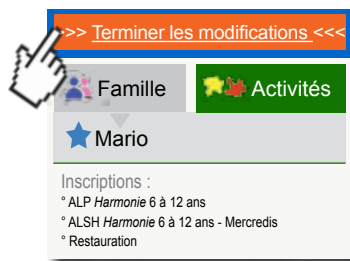 >> Terminer les modifications <<<
Famille
Activités
Mario
Inscriptions :
° ALP Harmonie 6 à 12 ans
° ALSH Harmonie 6 à 12 ans - Mercredis
° Restauration